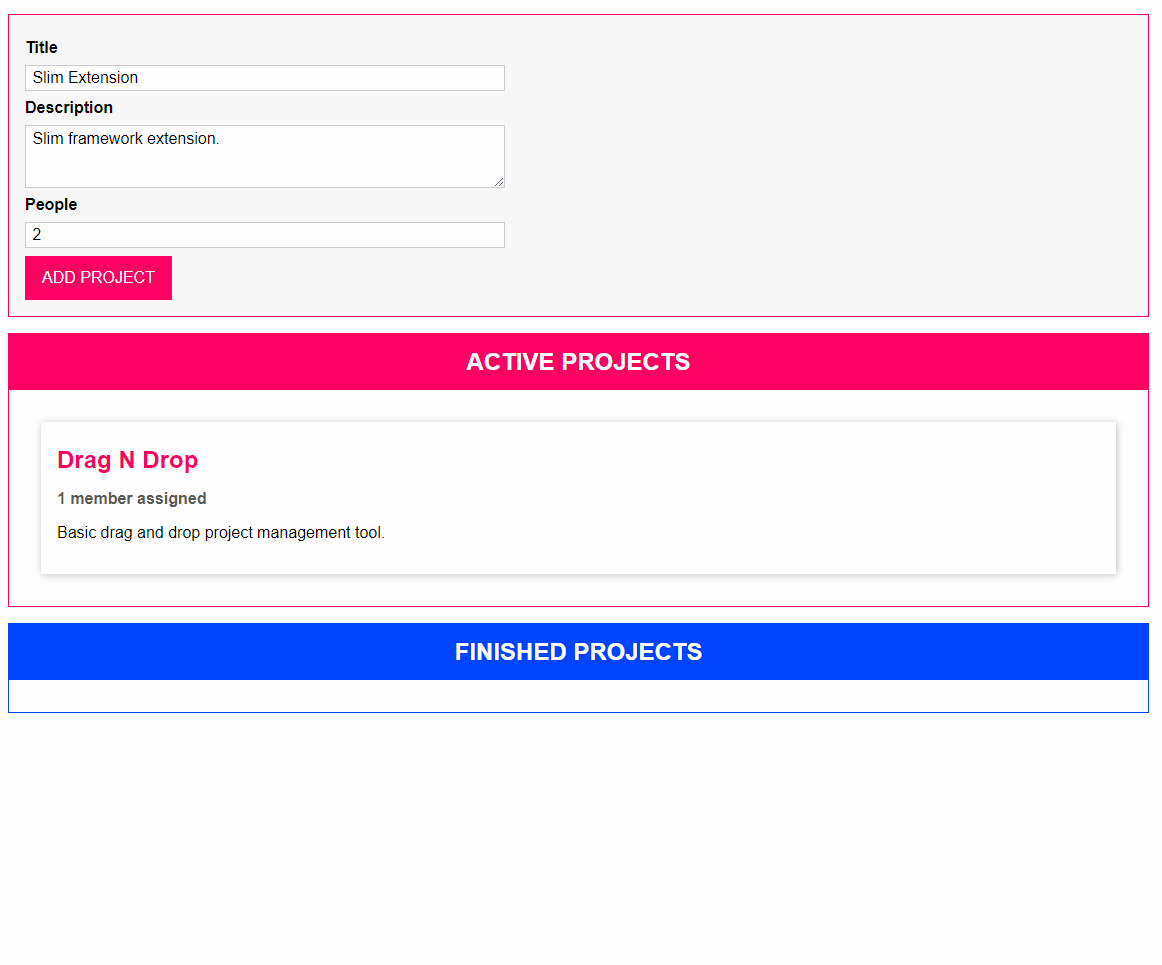 Title
Slim Extension
Description
Slim framework extension.
People
2
ADD PROJECT
ACTIVE PROJECTS
Drag N Drop
1 member assigned
Basic drag and drop project management tool.
FINISHED PROJECTS